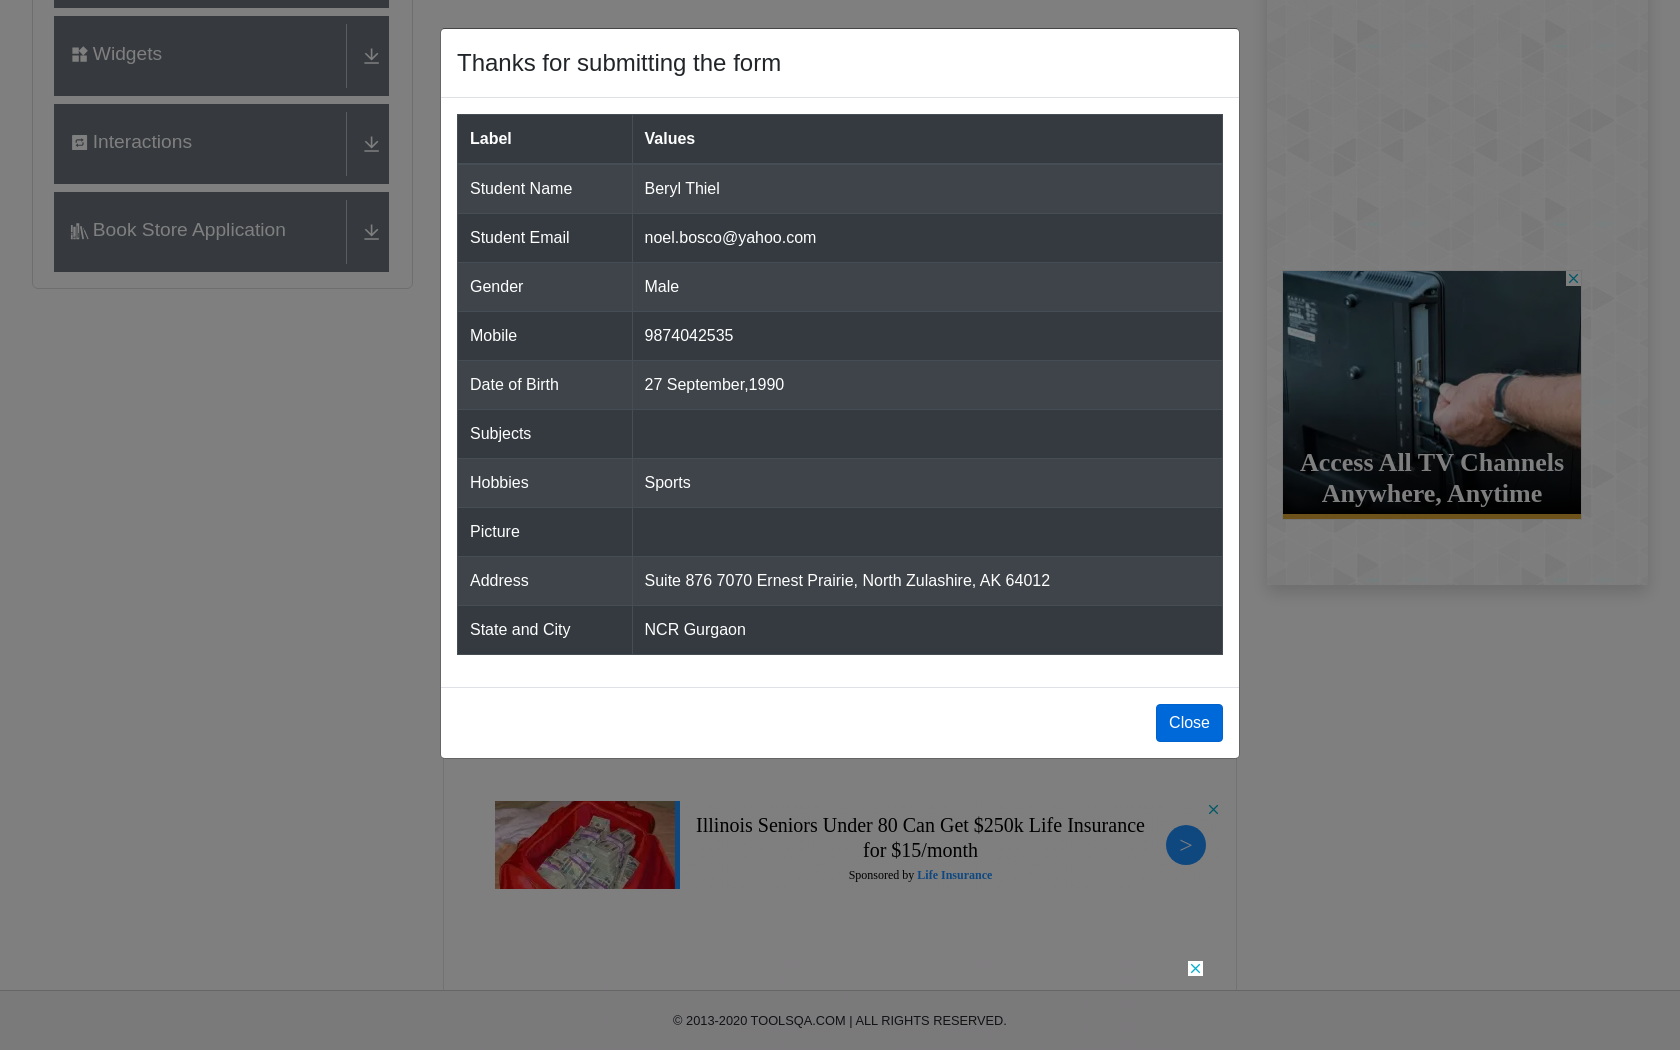 Widgets
Interactions
Book Store Application
Thanks for submitting the form
Label Values
Student Name Beryl Thiel
Student Email noel.bosco@yahoo.com
Gender Male
Mobile 9874042535
Date of Birth 27 September,1990
Subjects
Hobbies Sports
Picture
Address Suite 876 7070 Ernest Prairie, North Zulashire, AK 64012
State and City NCR Gurgaon
Close
Access All TV Channels
Anywhere, Anytime
Illinois Seniors Under 80 Can Get $250k Life Insurance
for $15/month
Sponsored by Life Insurance
>
© 2013-2020 TOOLSQA.COM | ALL RIGHTS RESERVED.